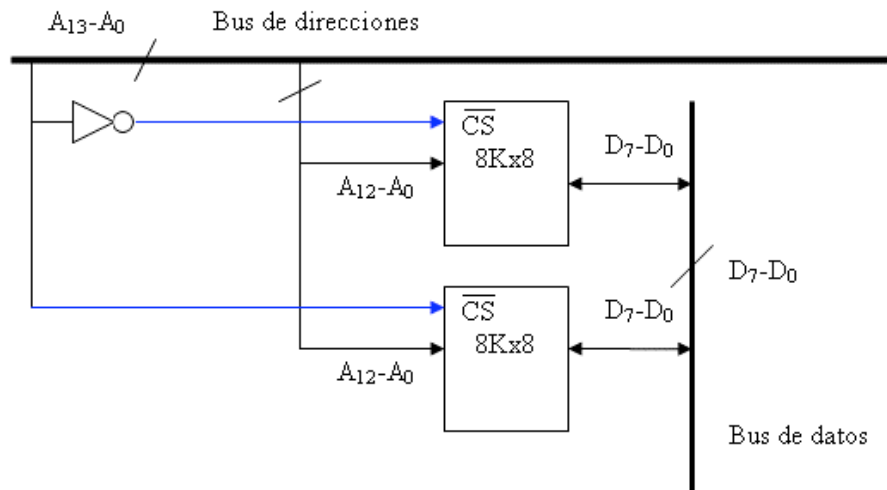 A₁₃-A₀ Bus de direcciones
CS
8Kx8
D₇-D₀
A₁₂-A₀
D₇-D₀
CS
8Kx8
D₇-D₀
A₁₂-A₀
Bus de datos